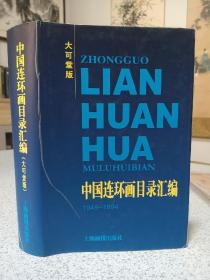 中国连环画目录汇编(大可堂版)
大可堂版
ZHONGGUO
LIAN
HUAN
HUA
MULUHUIBIAN
中国连环画目录汇编
1949—1994
上海画报出版社